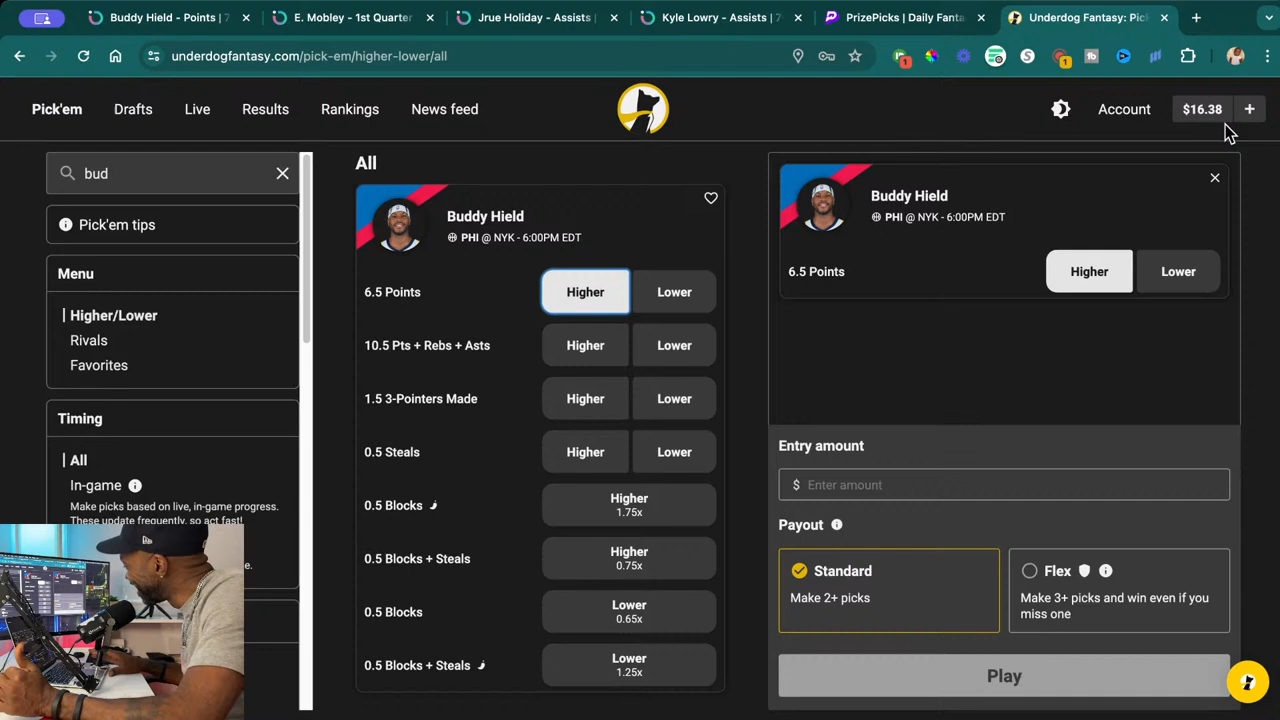 Buddy Hield - Points | 7
E. Mobley - 1st Quarter
Jrue Holiday - Assists |
Kyle Lowry - Assists | 7
PrizePicks | Daily Fanta
Underdog Fantasy: Pic
underdogfantasy.com/pick-em/higher-lower/all
Pick'em
Drafts
Live
Results
Rankings
News feed
Account
$16.38
+
bud
Pick'em tips
Menu
Higher/Lower
Rivals
Favorites
Timing
All
In-game
Make picks based on live, in-game progress.
These update frequently, so act fast!
All
Buddy Hield
PHI @ NYK - 6:00PM EDT
6.5 Points
Higher
Lower
10.5 Pts + Rebs + Asts
Higher
Lower
1.5 3-Pointers Made
Higher
Lower
0.5 Steals
Higher
Lower
0.5 Blocks
Higher
1.75x
0.5 Blocks + Steals
Higher
0.75x
0.5 Blocks
Lower
0.65x
0.5 Blocks + Steals
Lower
1.25x
Buddy Hield
PHI @ NYK - 6:00PM EDT
6.5 Points
Higher
Lower
Entry amount
$ Enter amount
Payout
Standard
Make 2+ picks
Flex
Make 3+ picks and win even if you
miss one
Play